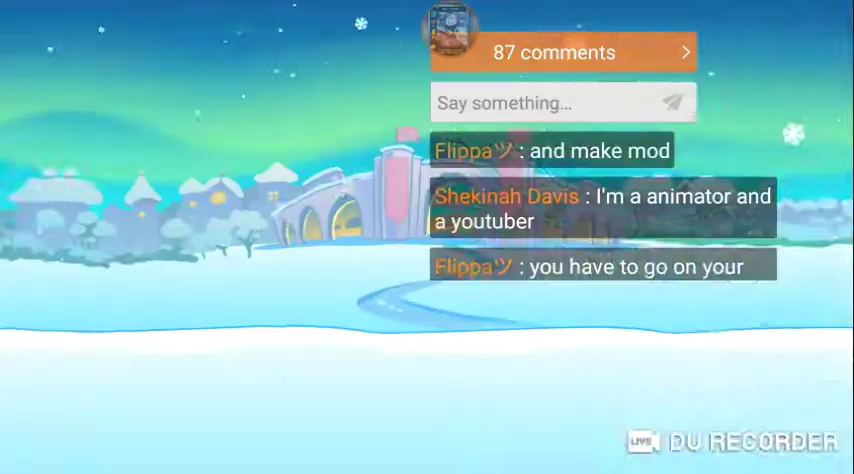 87 comments
Say something...
Flippaツ : and make mod
Shekinah Davis : I'm a animator and
a youtuber
Flippaツ : you have to go on your
LIVE DU RECORDER